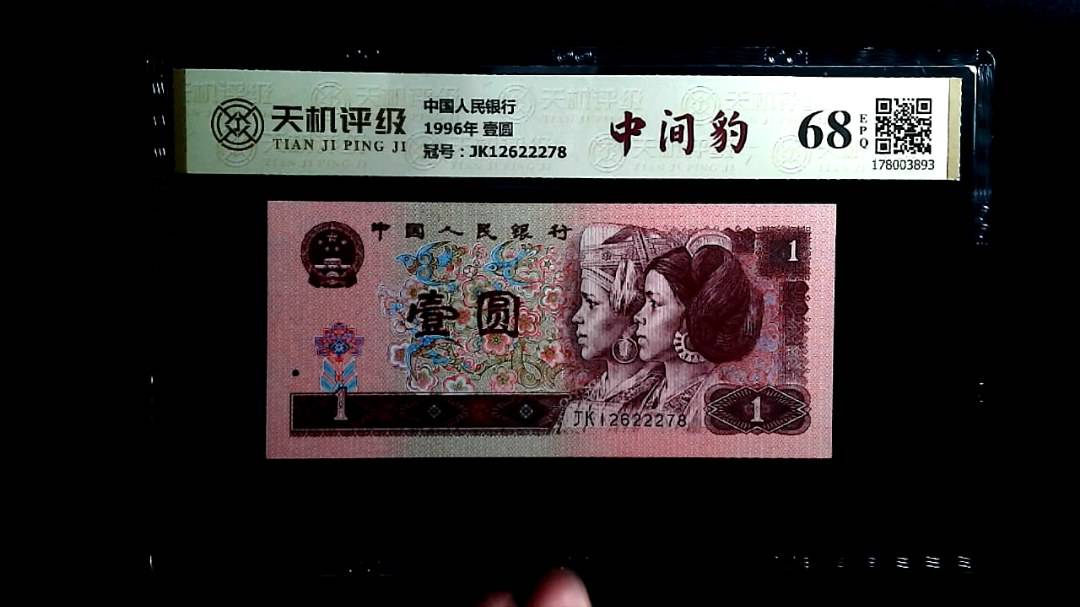 天机评级
TIAN JI PING JI
中国人民银行
1996年 壹圆
冠号：JK12622278
中间豹
68
EPQ
178003893
中国人民银行
1
壹圆
1
1
JK12622278